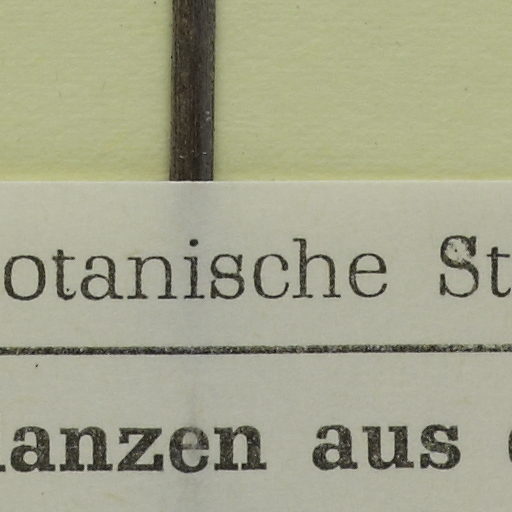 otanische St
lanzen aus